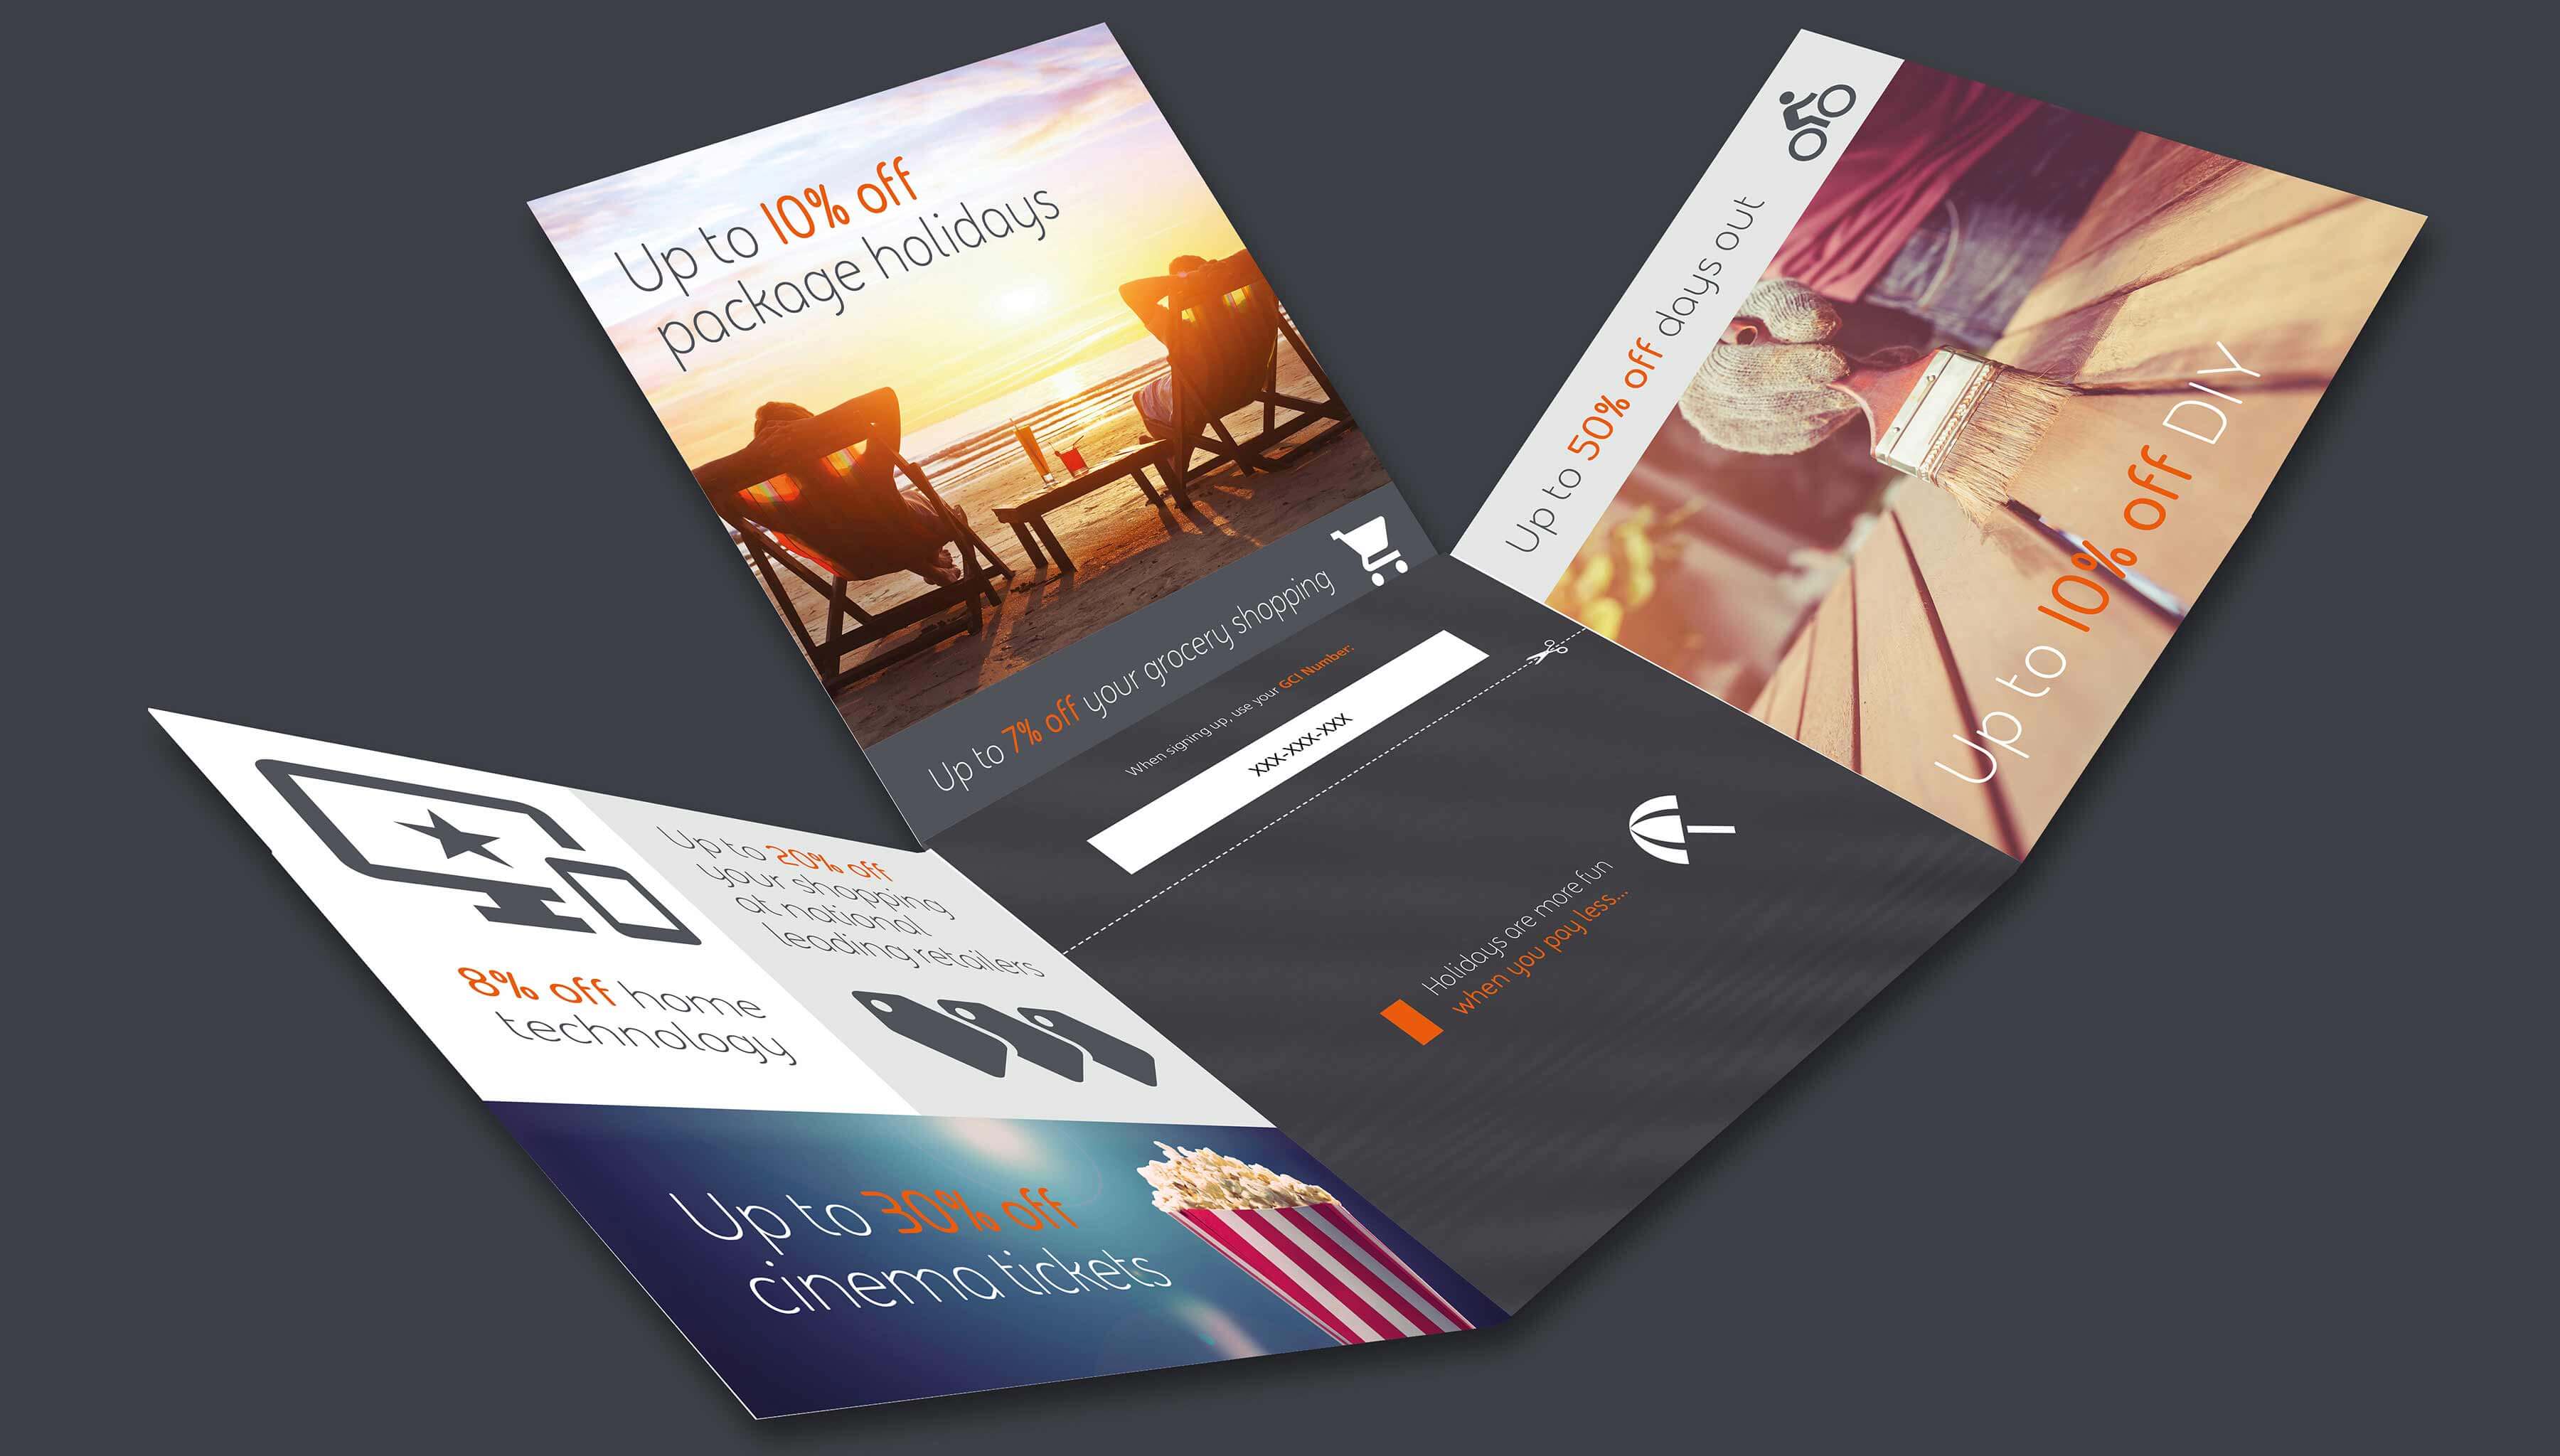 Up to 10% off
package holidays
Up to 7% off your grocery shopping
Up to 50% off days out
Up to 10% off DIY
When signing up, use your GCI Number:
XXX-XXX-XXX
Holidays are more fun
when you pay less...
8% off home
technology
Up to 20% off
your shopping
at national
leading retailers
Up to 30% off
cinema tickets